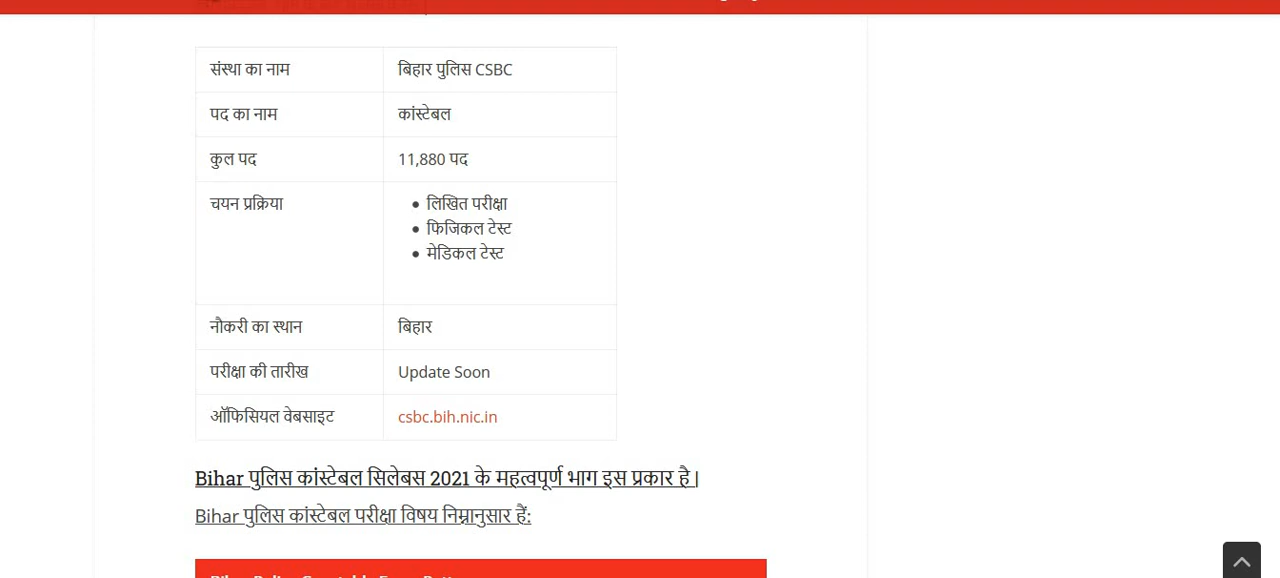 संस्था का नाम बिहार पुलिस CSBC
पद का नाम कांस्टेबल
कुल पद 11,880 पद
चयन प्रक्रिया • लिखित परीक्षा
• फिजिकल टेस्ट
• मेडिकल टेस्ट
नौकरी का स्थान बिहार
परीक्षा की तारीख Update Soon
ऑफिसियल वेबसाइट csbc.bih.nic.in
Bihar पुलिस कांस्टेबल सिलेबस 2021 के महत्वपूर्ण भाग इस प्रकार है |
Bihar पुलिस कांस्टेबल परीक्षा विषय निम्नानुसार हैं: